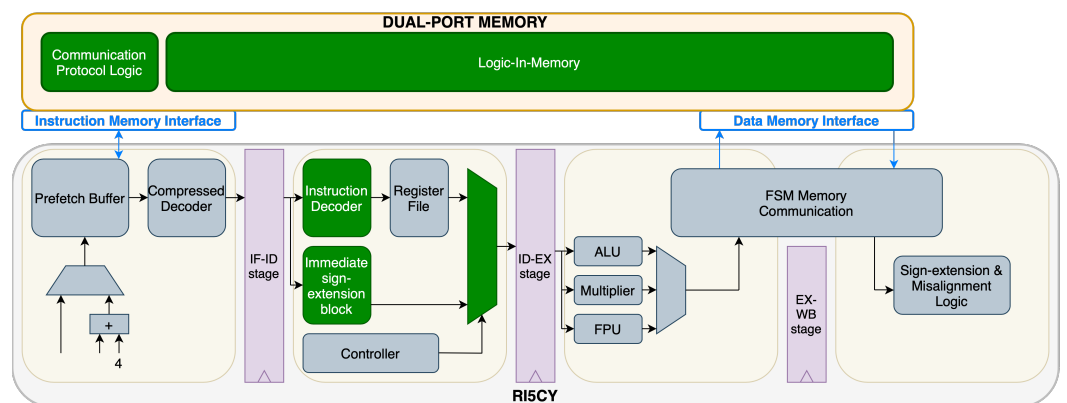 DUAL-PORT MEMORY
Communication
Protocol Logic
Logic-In-Memory
Instruction Memory Interface
Data Memory Interface
Prefetch Buffer
Compressed
Decoder
IF-ID
stage
Instruction
Decoder
Register
File
Immediate
sign-
extension
block
Controller
ID-EX
stage
ALU
Multiplier
FPU
FSM Memory
Communication
EX-
WB
stage
Sign-extension &
Misalignment
Logic
+
4
RI5CY